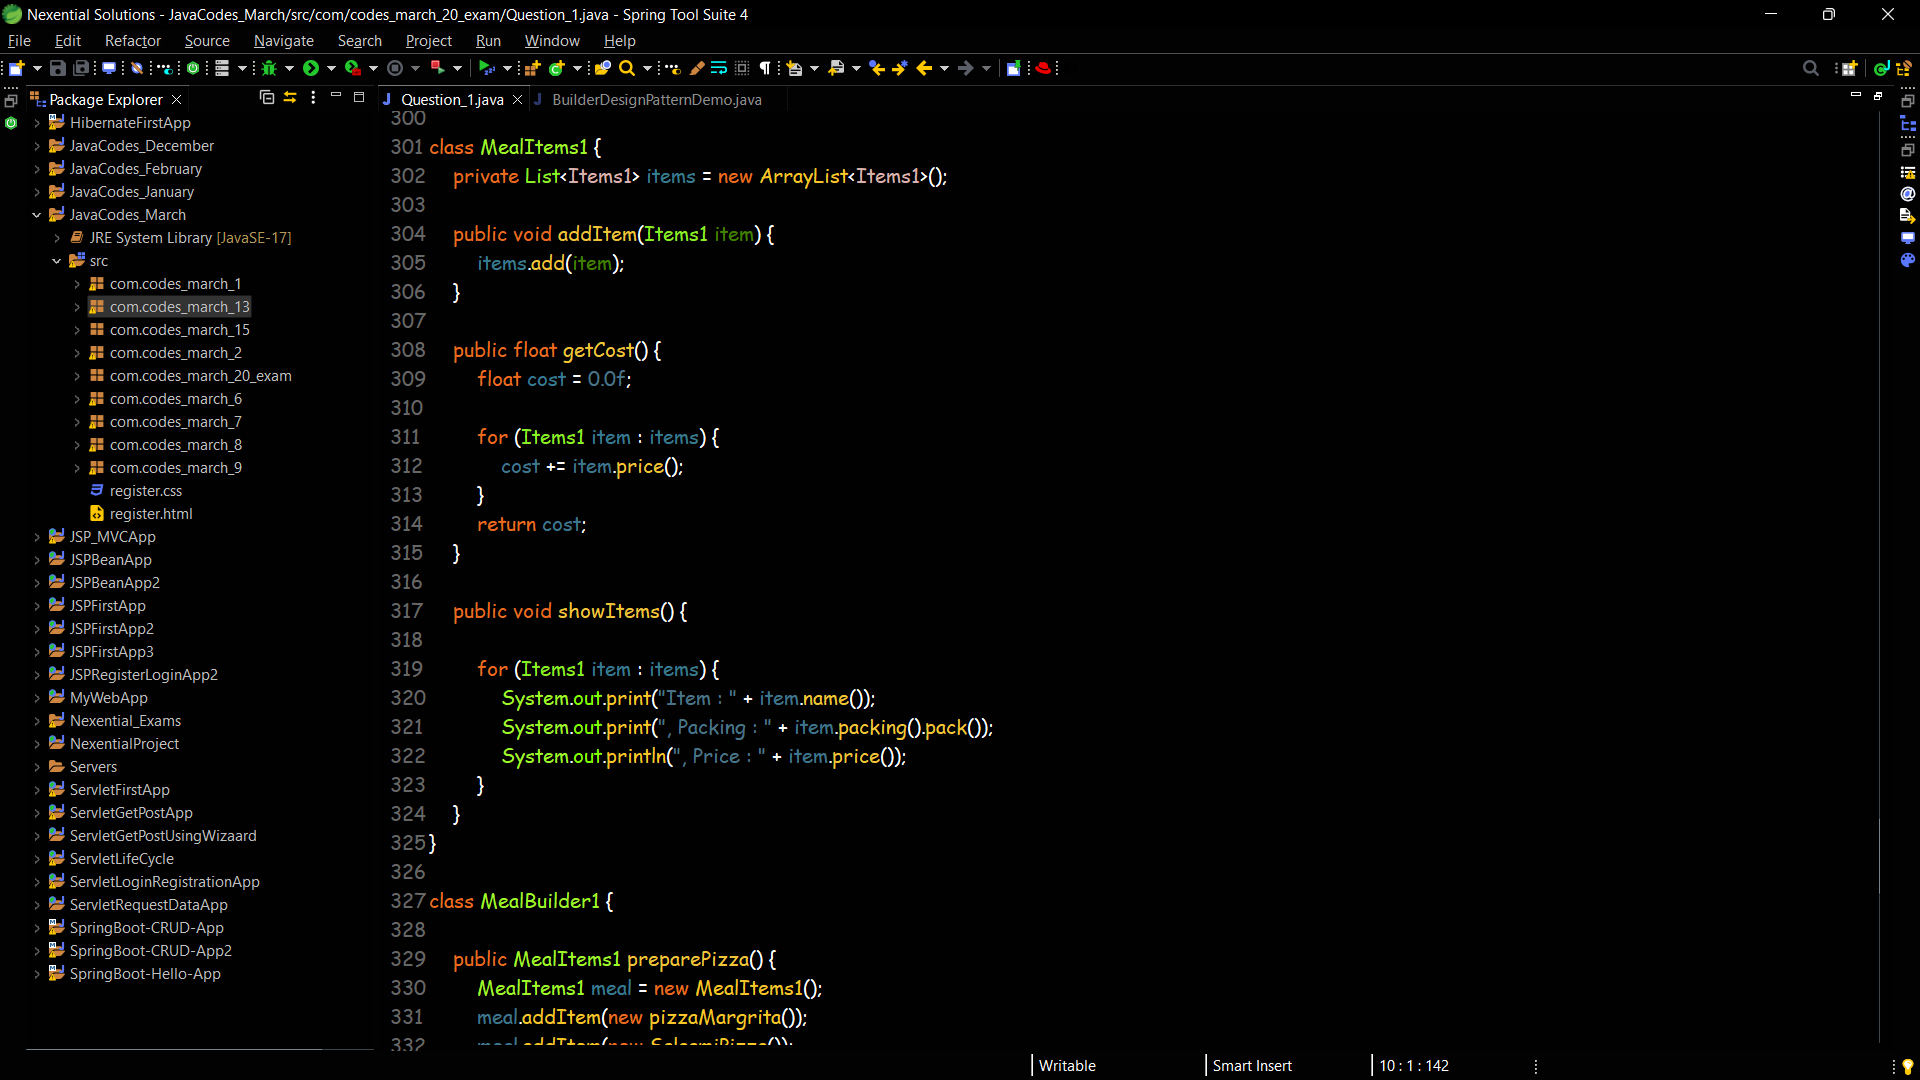 Nexential Solutions - JavaCodes_March/src/com/codes_march_20_exam/Question_1.java - Spring Tool Suite 4
File Edit Refactor Source Navigate Search Project Run Window Help
Package Explorer
Question_1.java
BuilderDesignPatternDemo.java
HibernateFirstApp
JavaCodes_December
JavaCodes_February
JavaCodes_January
JavaCodes_March
JRE System Library [JavaSE-17]
src
com.codes_march_1
com.codes_march_13
com.codes_march_15
com.codes_march_2
com.codes_march_20_exam
com.codes_march_6
com.codes_march_7
com.codes_march_8
com.codes_march_9
register.css
register.html
JSP_MVCApp
JSPBeanApp
JSPBeanApp2
JSPFirstApp
JSPFirstApp2
JSPFirstApp3
JSPRegisterLoginApp2
MyWebApp
Nexential_Exams
NexentialProject
Servers
ServletFirstApp
ServletGetPostApp
ServletGetPostUsingWizaard
ServletLifeCycle
ServletLoginRegistrationApp
ServletRequestDataApp
SpringBoot-CRUD-App
SpringBoot-CRUD-App2
SpringBoot-Hello-App
300
301 class MealItems1 {
302 private List<Items1> items = new ArrayList<Items1>();
303
304 public void addItem(Items1 item) {
305 items.add(item);
306 }
307
308 public float getCost() {
309 float cost = 0.0f;
310
311 for (Items1 item : items) {
312 cost += item.price();
313 }
314 return cost;
315 }
316
317 public void showItems() {
318
319 for (Items1 item : items) {
320 System.out.print("Item : " + item.name());
321 System.out.print(", Packing : " + item.packing().pack());
322 System.out.println(", Price : " + item.price());
323 }
324 }
325 }
326
327 class MealBuilder1 {
328
329 public MealItems1 preparePizza() {
330 MealItems1 meal = new MealItems1();
331 meal.addItem(new pizzaMargrita());
332 meal.addItem(new
Writable
Smart Insert
10 : 1 : 142